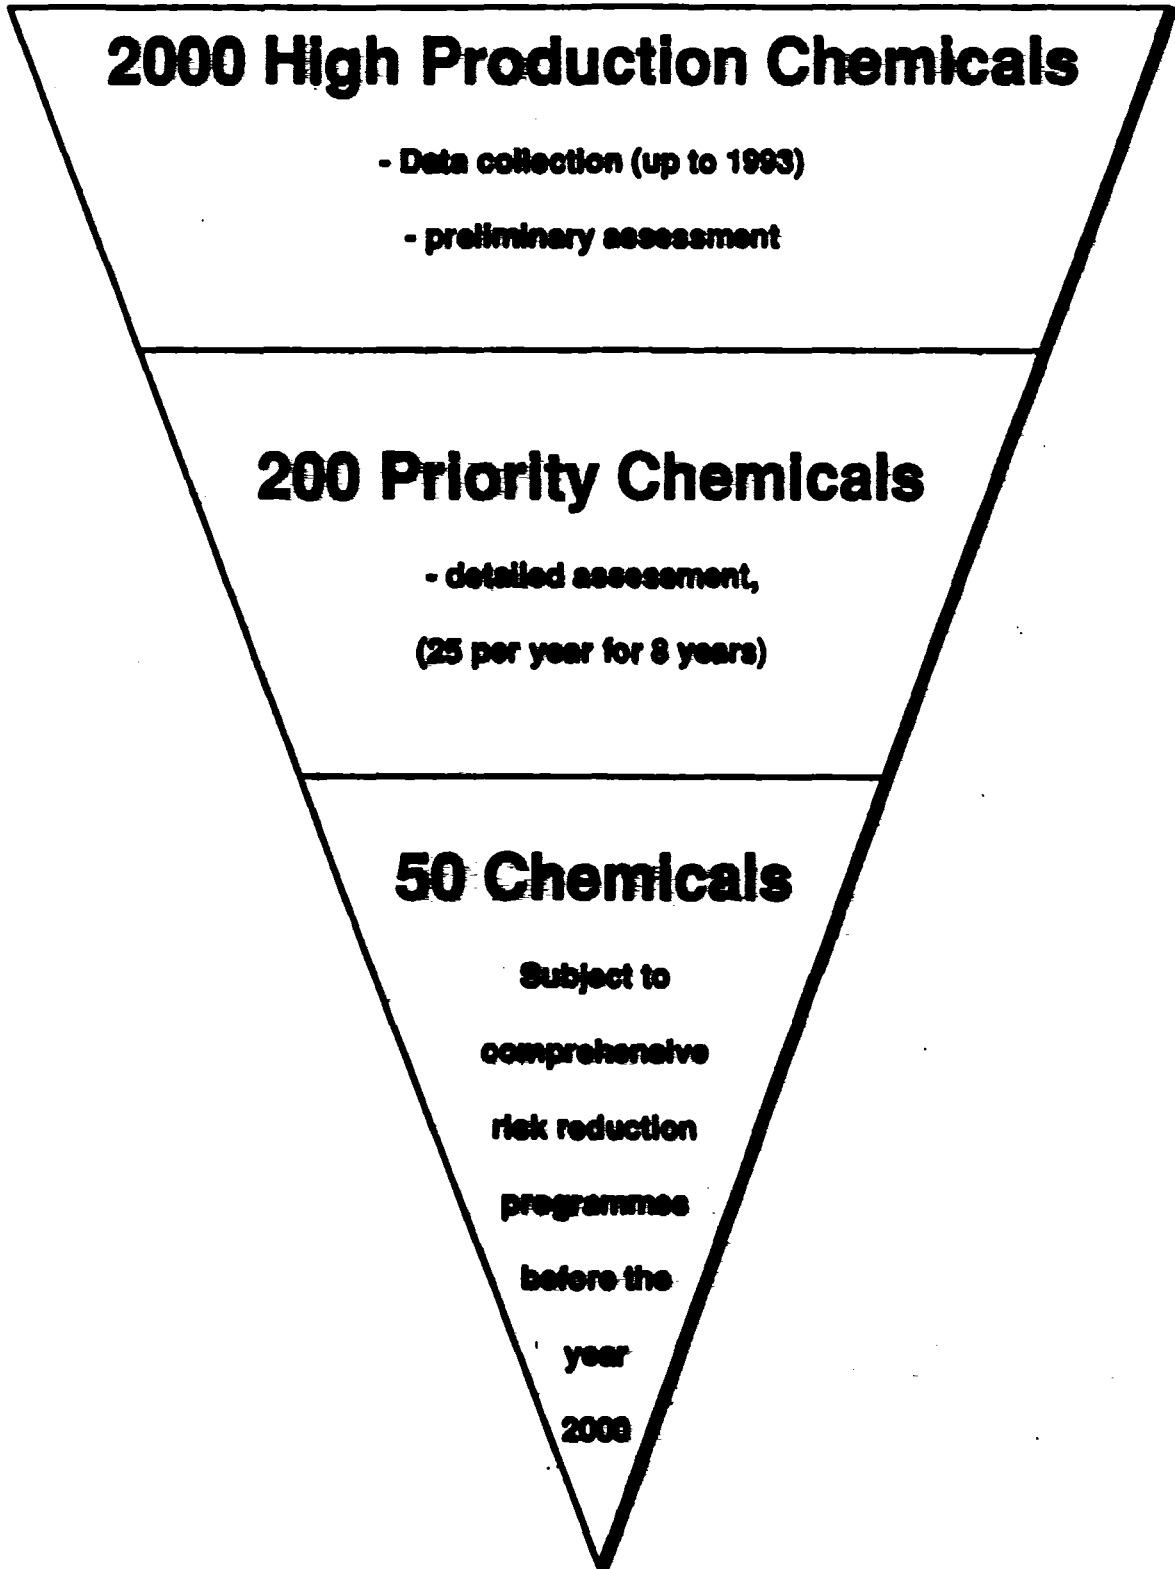 2000 High Production Chemicals
- Data collection (up to 1993)
- preliminary assessment
200 Priority Chemicals
- detailed assessment,
(25 per year for 8 years)
50 Chemicals
Subject to
comprehensive
risk reduction
programmes
before the
year
2000